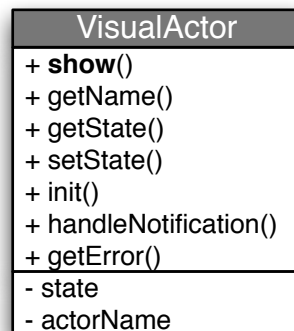 VisualActor
+ show()
+ getName()
+ getState()
+ setState()
+ init()
+ handleNotification()
+ getError()
- state
- actorName